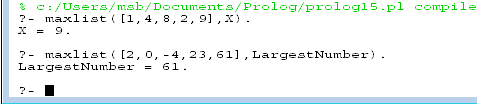 % c:/Users/msb/Documents/Prolog/prolog15.pl compile
?- maxlist([1,4,8,2,9],X).
X = 9.
?- maxlist([2,0,-4,23,61],LargestNumber).
LargestNumber = 61.
?-